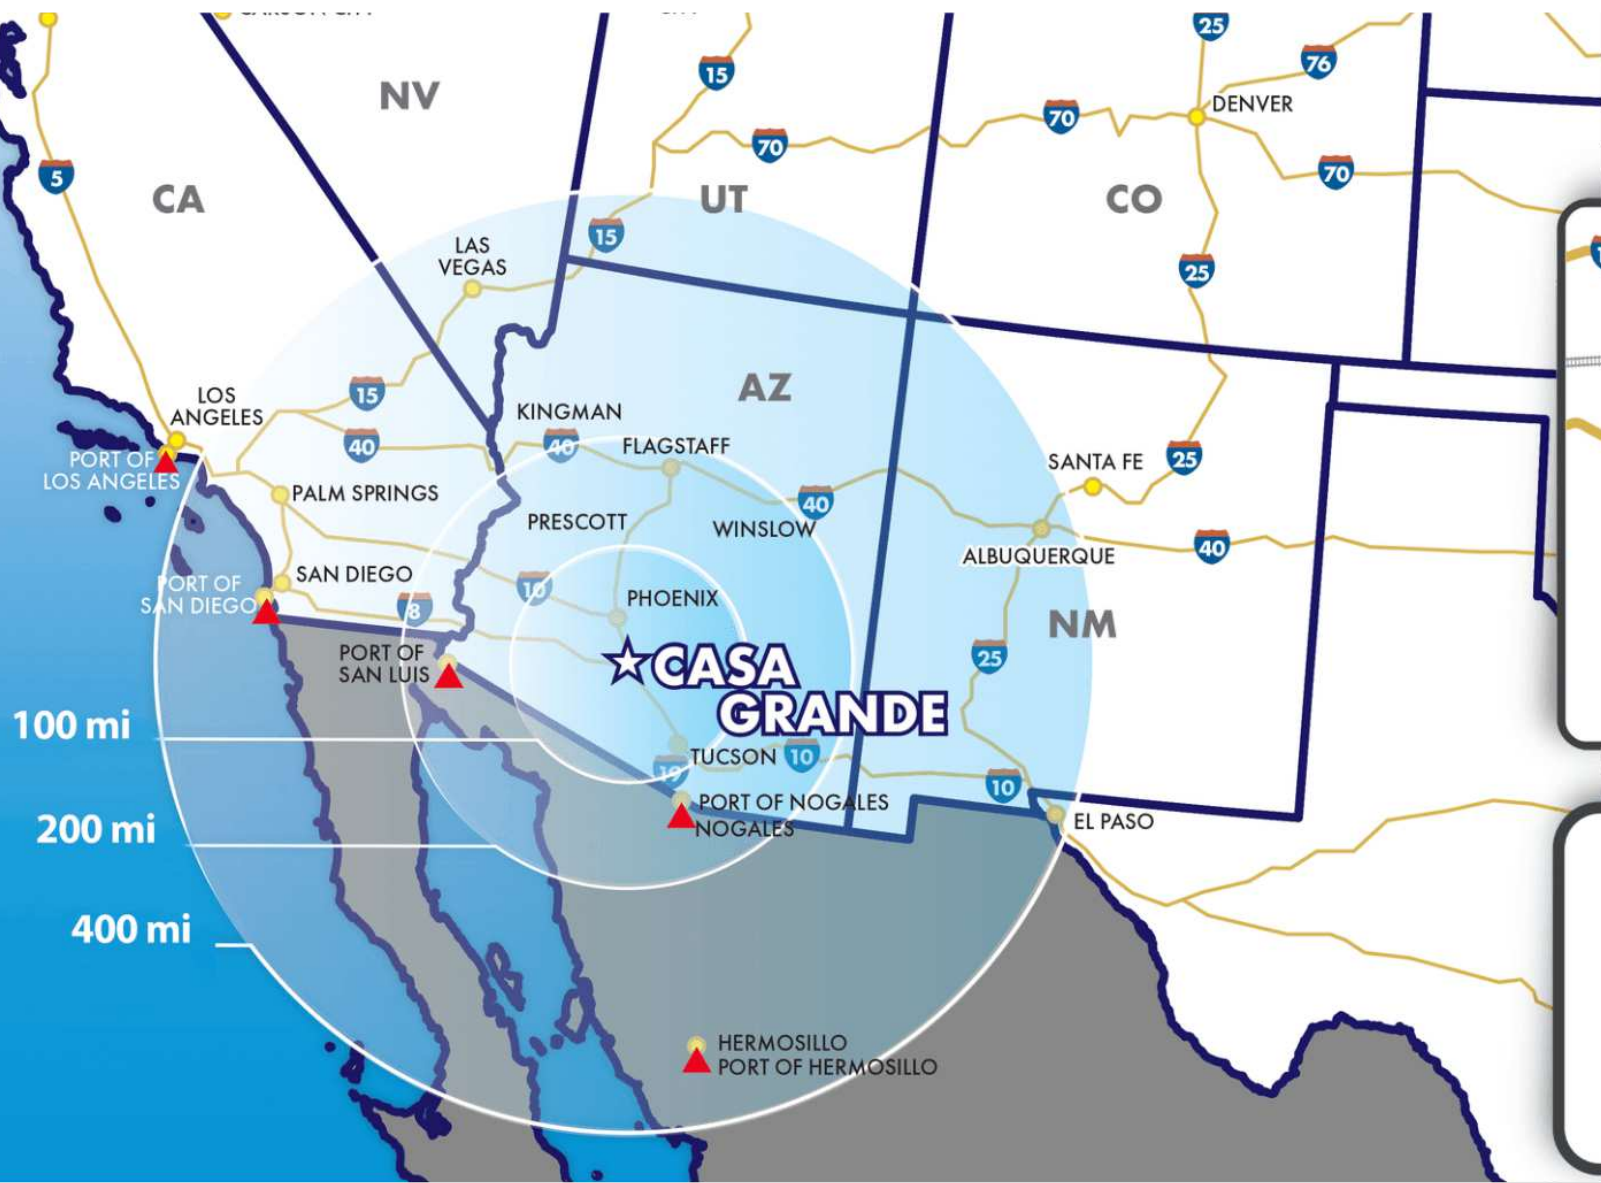 CARSON CITY
25
15
76
NV
70
DENVER
70
5
70
CA
UT
CO
15
LAS
VEGAS
25
15
AZ
LOS
ANGELES
KINGMAN
40
40
FLAGSTAFF
PORT OF
LOS ANGELES
SANTA FE
25
PALM SPRINGS
40
PRESCOTT
WINSLOW
ALBUQUERQUE
40
PORT OF
SAN DIEGO
SAN DIEGO
10
8
PHOENIX
NM
PORT OF
SAN LUIS
CASA
GRANDE
25
100 mi
TUCSON
10
19
10
PORT OF NOGALES
NOGALES
EL PASO
200 mi
400 mi
HERMOSILLO
PORT OF HERMOSILLO